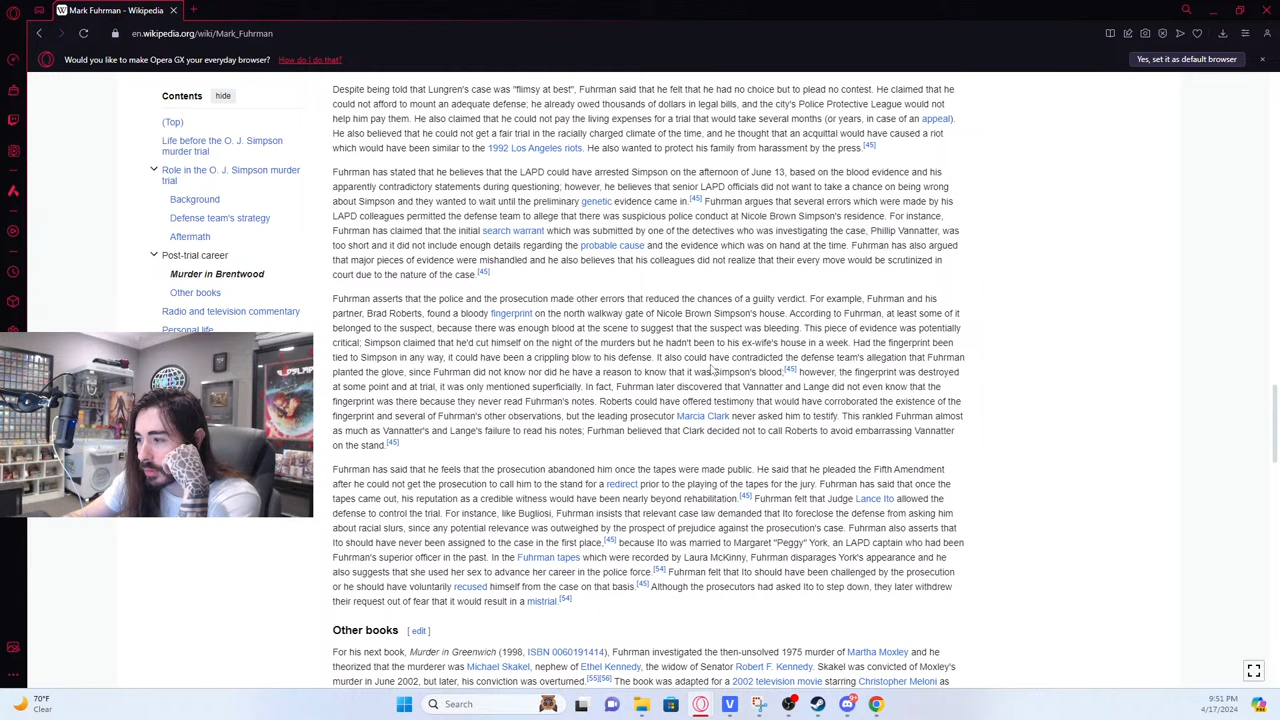 Mark Fuhrman - Wikipedia
en.wikipedia.org/wiki/Mark_Fuhrman
Would you like to make Opera GX your everyday browser? How do I do that? Yes, set it as default browser
Contents hide
(Top)
Life before the O. J. Simpson
murder trial
Role in the O. J. Simpson murder
trial
Background
Defense team's strategy
Aftermath
Post-trial career
Murder in Brentwood
Other books
Radio and television commentary
Personal life
Despite being told that Lungren's case was "flimsy at best", Fuhrman said that he felt that he had no choice but to plead no contest. He claimed that he
could not afford to mount an adequate defense; he already owed thousands of dollars in legal bills, and the city's Police Protective League would not
help him pay them. He also claimed that he could not pay the living expenses for a trial that would take several months (or years, in case of an appeal).
He also believed that he could not get a fair trial in the racially charged climate of the time, and he thought that an acquittal would have caused a riot
which would have been similar to the 1992 Los Angeles riots. He also wanted to protect his family from harassment by the press.[45]
Fuhrman has stated that he believes that the LAPD could have arrested Simpson on the afternoon of June 13, based on the blood evidence and his
apparently contradictory statements during questioning; however, he believes that senior LAPD officials did not want to take a chance on being wrong
about Simpson and they wanted to wait until the preliminary genetic evidence came in.[45] Fuhrman argues that several errors which were made by his
LAPD colleagues permitted the defense team to allege that there was suspicious police conduct at Nicole Brown Simpson's residence. For instance,
Fuhrman has claimed that the initial search warrant which was submitted by one of the detectives who was investigating the case, Phillip Vannatter, was
too short and it did not include enough details regarding the probable cause and the evidence which was on hand at the time. Fuhrman has also argued
that major pieces of evidence were mishandled and he also believes that his colleagues did not realize that their every move would be scrutinized in
court due to the nature of the case.[45]
Fuhrman asserts that the police and the prosecution made other errors that reduced the chances of a guilty verdict. For example, Fuhrman and his
partner, Brad Roberts, found a bloody fingerprint on the north walkway gate of Nicole Brown Simpson's house. According to Fuhrman, at least some of it
belonged to the suspect, because there was enough blood at the scene to suggest that the suspect was bleeding. This piece of evidence was potentially
critical; Simpson claimed that he'd cut himself on the night of the murders but he hadn't been to his ex-wife's house in a week. Had the fingerprint been
tied to Simpson in any way, it could have been a crippling blow to his defense. It also could have contradicted the defense team's allegation that Fuhrman
planted the glove, since Fuhrman did not know nor did he have a reason to know that it was Simpson's blood;[45] however, the fingerprint was destroyed
at some point and at trial, it was only mentioned superficially. In fact, Fuhrman later discovered that Vannatter and Lange did not even know that the
fingerprint was there because they never read Fuhrman's notes. Roberts could have offered testimony that would have corroborated the existence of the
fingerprint and several of Fuhrman's other observations, but the leading prosecutor Marcia Clark never asked him to testify. This rankled Fuhrman almost
as much as Vannatter's and Lange's failure to read his notes; Furhman believed that Clark decided not to call Roberts to avoid embarrassing Vannatter
on the stand.[45]
Fuhrman has said that he feels that the prosecution abandoned him once the tapes were made public. He said that he pleaded the Fifth Amendment
after he could not get the prosecution to call him to the stand for a redirect prior to the playing of the tapes for the jury. Fuhrman has said that once the
tapes came out, his reputation as a credible witness would have been nearly beyond rehabilitation.[45] Fuhrman felt that Judge Lance Ito allowed the
defense to control the trial. For instance, like Bugliosi, Fuhrman insists that relevant case law demanded that Ito foreclose the defense from asking him
about racial slurs, since any potential relevance was outweighed by the prospect of prejudice against the prosecution's case. Fuhrman also asserts that
Ito should have never been assigned to the case in the first place,[45] because Ito was married to Margaret "Peggy" York, an LAPD captain who had been
Fuhrman's superior officer in the past. In the Fuhrman tapes which were recorded by Laura McKinny, Fuhrman disparages York's appearance and he
also suggests that she used her sex to advance her career in the police force.[54] Fuhrman felt that Ito should have been challenged by the prosecution
or he should have voluntarily recused himself from the case on that basis.[45] Although the prosecutors had asked Ito to step down, they later withdrew
their request out of fear that it would result in a mistrial.[54]
Other books [ edit ]
For his next book, Murder in Greenwich (1998, ISBN 0060191414), Fuhrman investigated the then-unsolved 1975 murder of Martha Moxley and he
theorized that the murderer was Michael Skakel, nephew of Ethel Kennedy, the widow of Senator Robert F. Kennedy. Skakel was convicted of Moxley's
murder in June 2002, but later, his conviction was overturned.[55][56] The book was adapted for a 2002 television movie starring Christopher Meloni as
70°F
Clear
Search
9:51 PM
4/17/2024